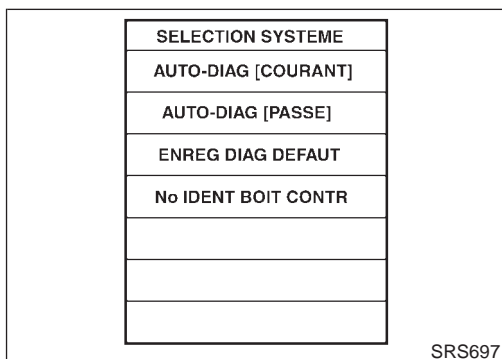 SELECTION SYSTEME
AUTO-DIAG [COURANT]
AUTO-DIAG [PASSE]
ENREG DIAG DEFAUT
No IDENT BOIT CONTR
SRS697